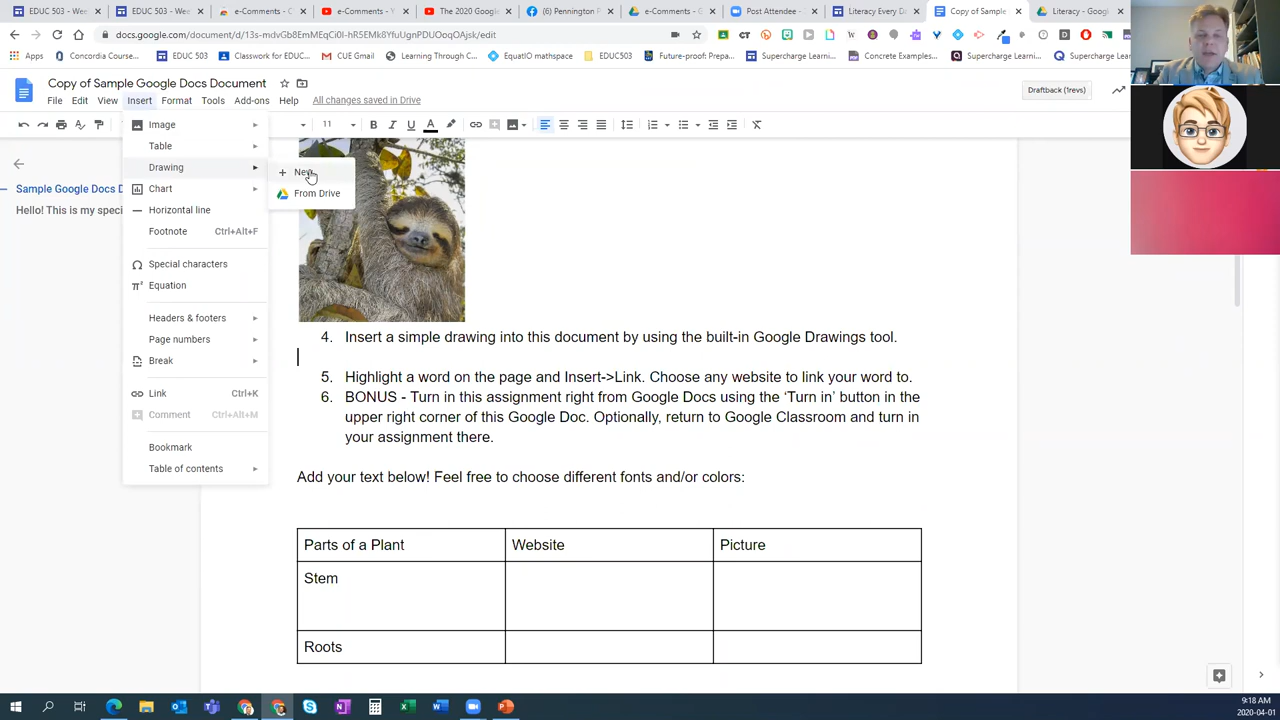 EDUC 503 - Wee
EDUC 503 - Wee
e-Comments - C
e-Comments - Y
The 2020 Googl
(6) Pennington P
e-Comments - C
Post Attendee -
Literacy Every Da
Copy of Sample
Literacy - Google
docs.google.com/document/d/13s-mdvGb8EmMEqCi0l-hR5EMk8YfuUgnPDUOoqOAjsk/edit
Concordia Course...
EDUC 503
Classwork for EDUC...
CUE Gmail
Learning Through C...
EquatIO mathspace
EDUC503
Future-proof: Prepa...
Supercharge Learni...
Concrete Examples...
Supercharge Learni...
Copy of Sample Google Docs Document
File Edit View Insert Format Tools Add-ons Help All changes saved in Drive
Draftback (1revs)
11
Image
Table
Drawing
New
From Drive
Chart
Horizontal line
Footnote Ctrl+Alt+F
Special characters
Equation
Headers & footers
Page numbers
Break
Link Ctrl+K
Comment Ctrl+Alt+M
Bookmark
Table of contents
Sample Google Docs D
Hello! This is my speci
4. Insert a simple drawing into this document by using the built-in Google Drawings tool.
5. Highlight a word on the page and Insert->Link. Choose any website to link your word to.
6. BONUS - Turn in this assignment right from Google Docs using the ‘Turn in’ button in the
upper right corner of this Google Doc. Optionally, return to Google Classroom and turn in
your assignment there.
Add your text below! Feel free to choose different fonts and/or colors:
Parts of a Plant Website Picture
Stem
Roots
9:18 AM
2020-04-01